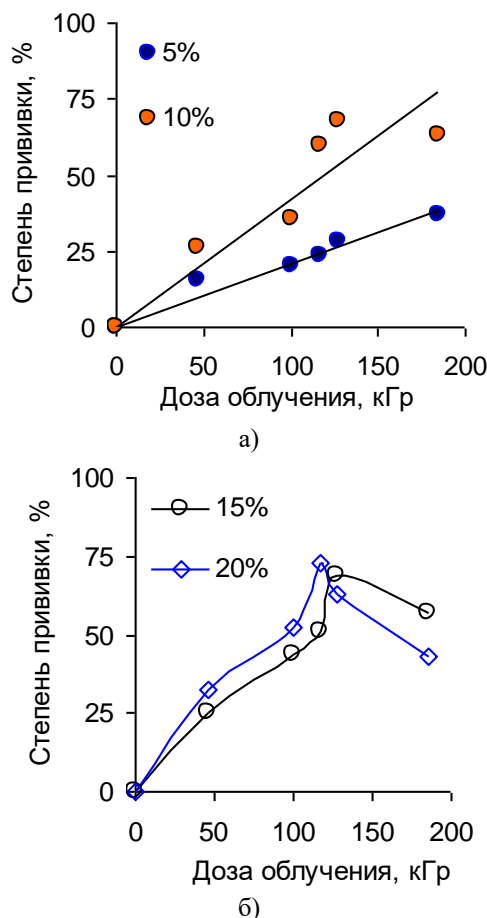 Степень прививки, %
100
75
50
25
0
5%
10%
0 50 100 150 200
Доза облучения, кГр
а)
Степень прививки, %
100
75
50
25
0
15%
20%
0 50 100 150 200
Доза облучения, кГр
б)